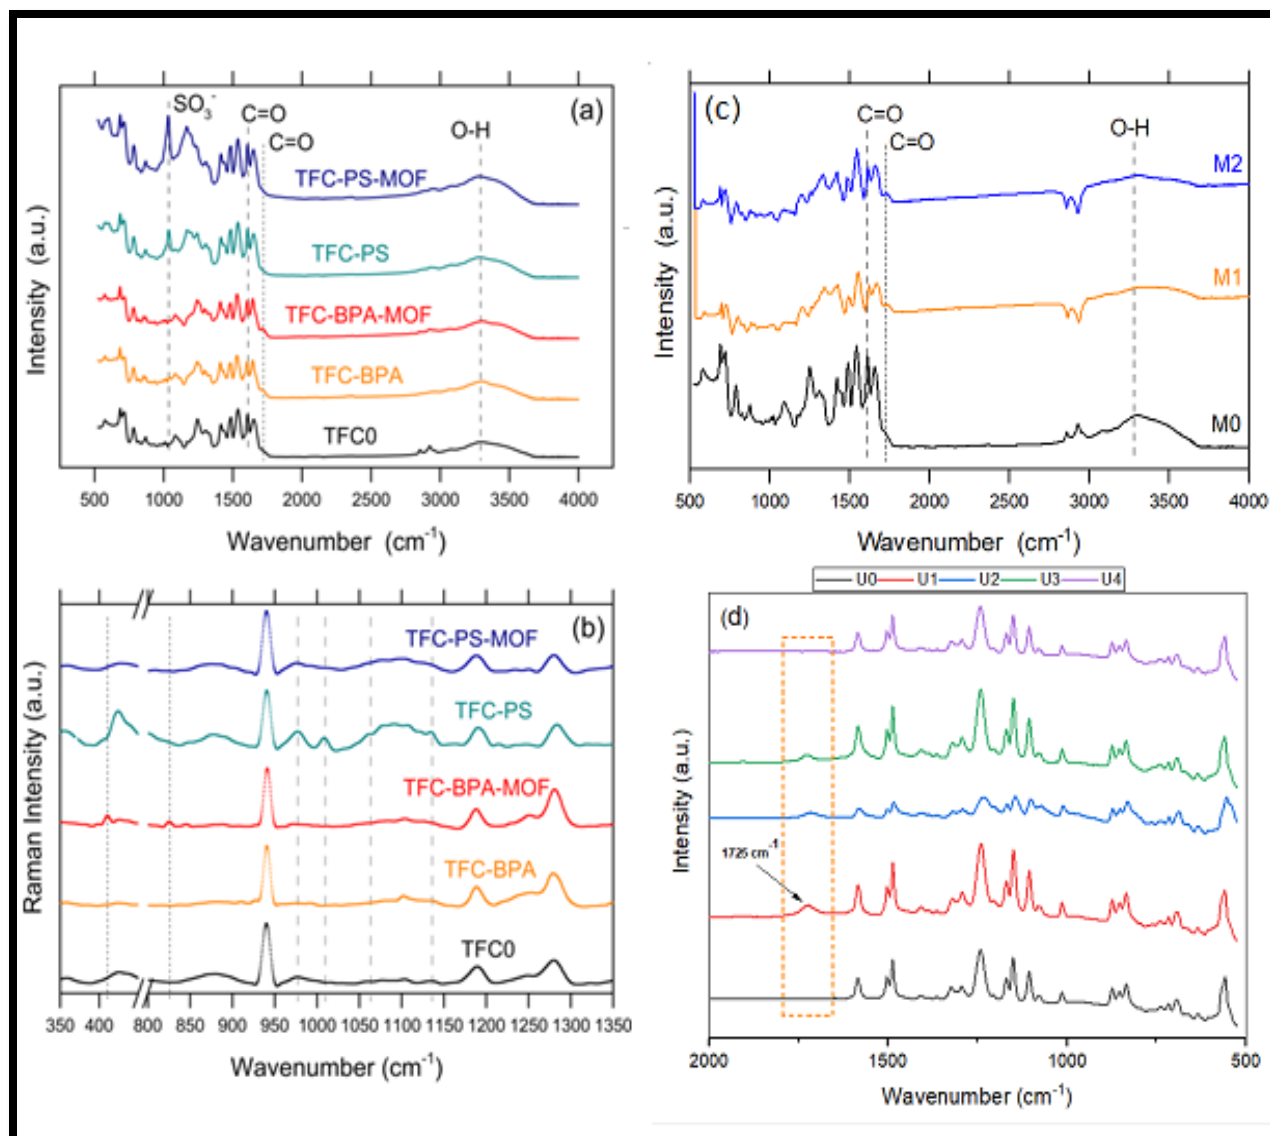 (a)
SO₃⁻
C=O
C=O
O-H
TFC-PS-MOF
TFC-PS
TFC-BPA-MOF
TFC-BPA
TFC0
Intensity (a.u.)
500 1000 1500 2000 2500 3000 3500 4000
Wavenumber (cm⁻¹)
(c)
C=O
C=O
O-H
M2
M1
M0
Intensity (a.u.)
500 1000 1500 2000 2500 3000 3500 4000
Wavenumber (cm⁻¹)
(b)
TFC-PS-MOF
TFC-PS
TFC-BPA-MOF
TFC-BPA
TFC0
Raman Intensity (a.u.)
350 400 800 850 900 950 1000 1050 1100 1150 1200 1250 1300 1350
Wavenumber (cm⁻¹)
U0 U1 U2 U3 U4
(d)
1725 cm⁻¹
Intensity (a.u.)
2000 1500 1000 500
Wavenumber (cm⁻¹)